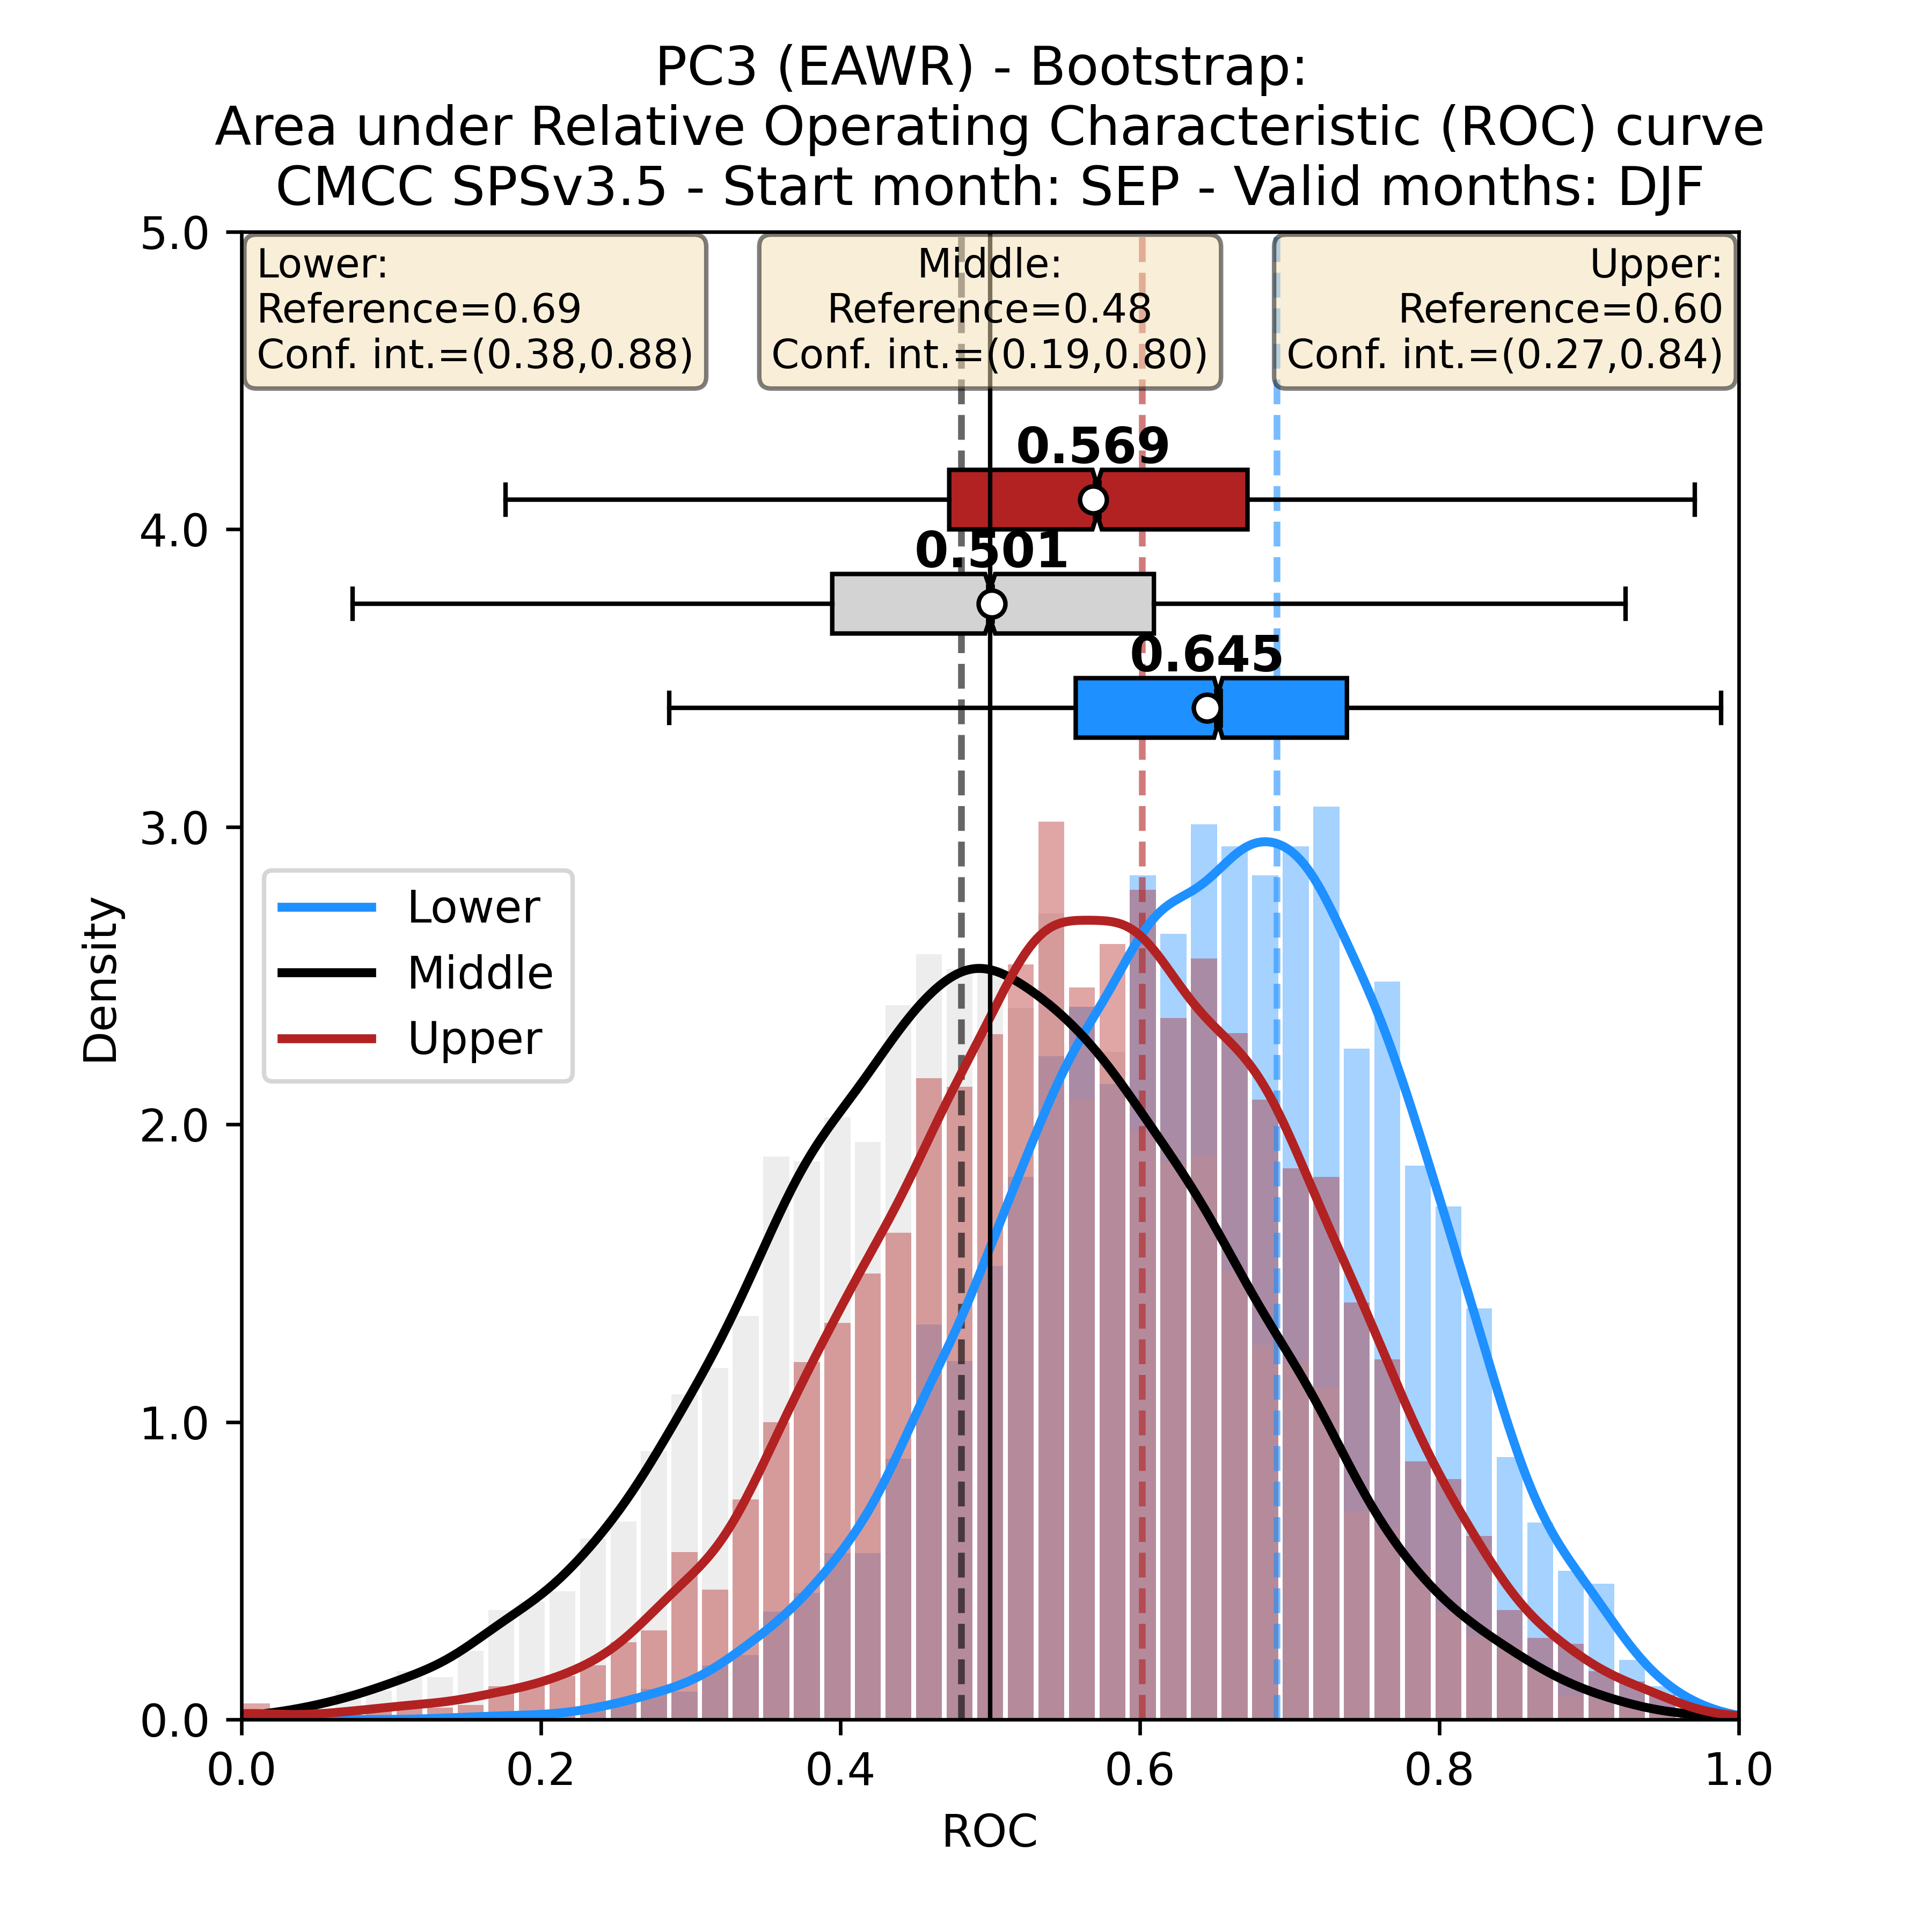 PC3 (EAWR) - Bootstrap:
Area under Relative Operating Characteristic (ROC) curve
CMCC SPSv3.5 - Start month: SEP - Valid months: DJF
5.0
4.0
3.0
2.0
1.0
0.0
Density
Lower:
Reference=0.69
Conf. int.=(0.38,0.88)
Middle:
Reference=0.48
Conf. int.=(0.19,0.80)
Upper:
Reference=0.60
Conf. int.=(0.27,0.84)
0.569
0.501
0.645
Lower
Middle
Upper
0.0
0.2
0.4
0.6
0.8
1.0
ROC